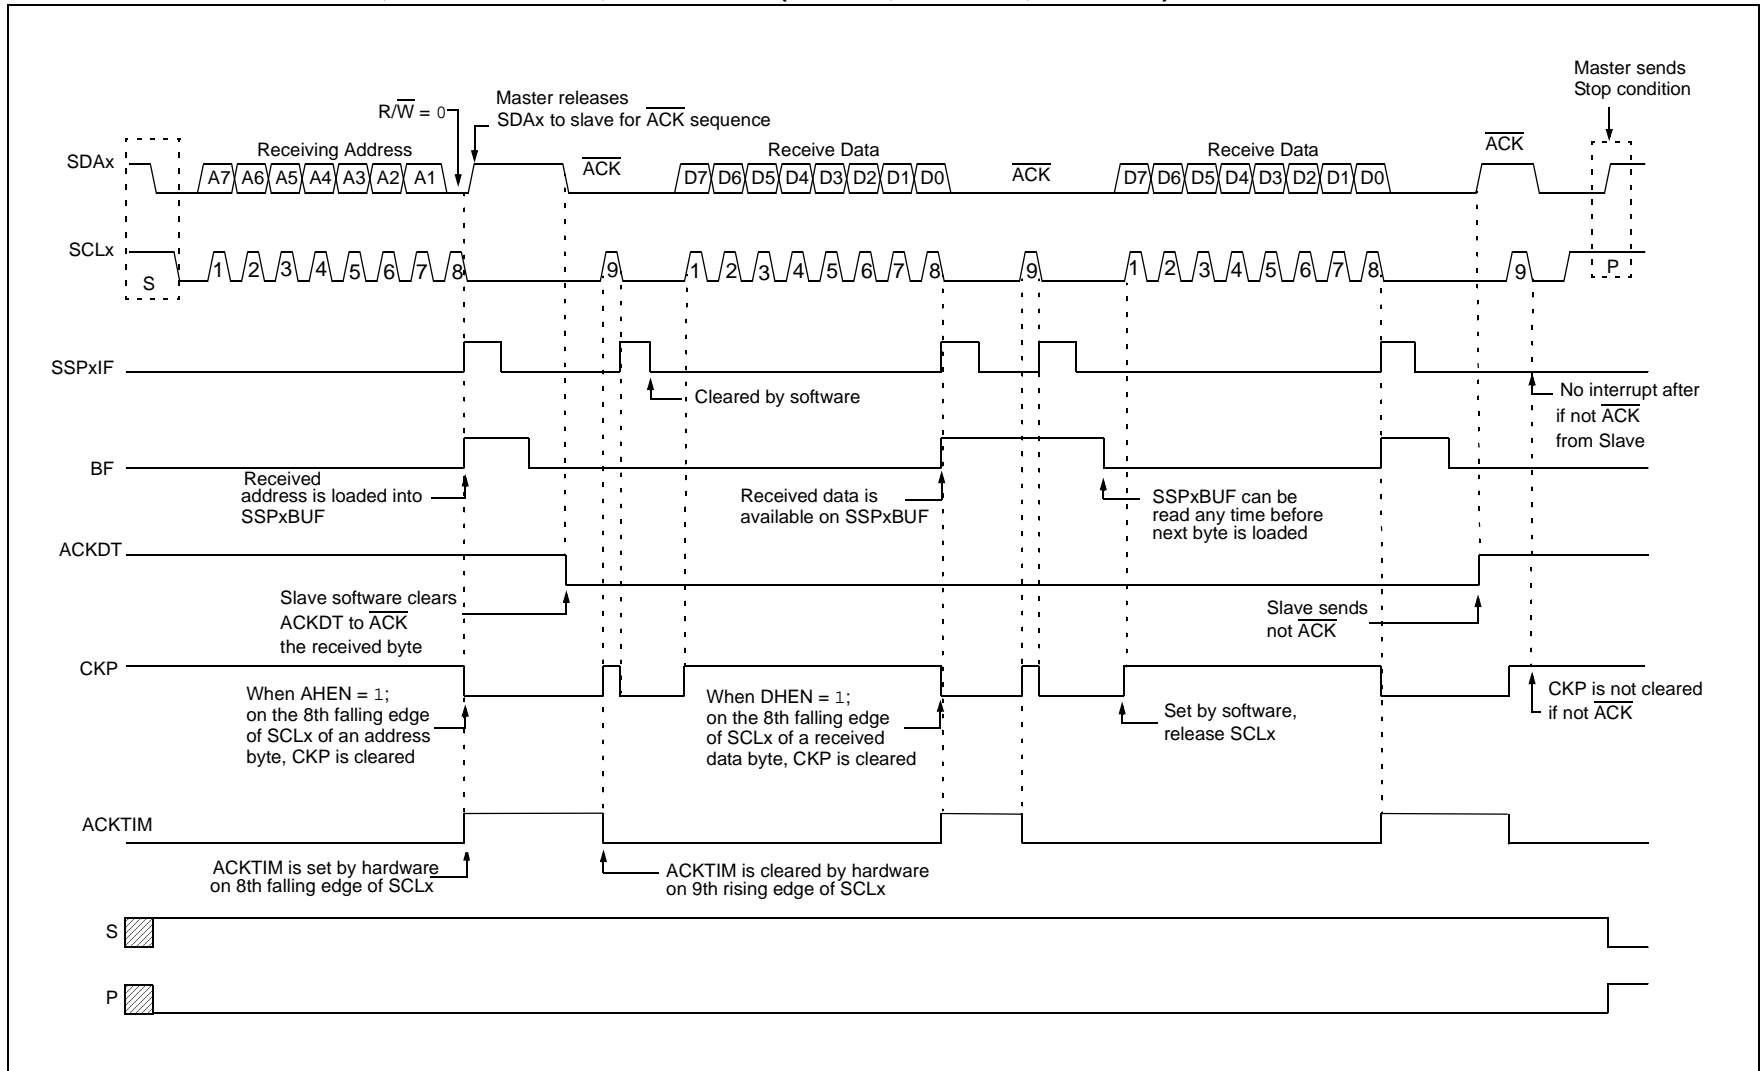 Master sends
Stop condition
Master releases
SDAx to slave for ACK sequence
R/W = 0
SDAx
Receiving Address
ACK
Receive Data
ACK
Receive Data
ACK
A7 A6 A5 A4 A3 A2 A1
D7 D6 D5 D4 D3 D2 D1 D0
D7 D6 D5 D4 D3 D2 D1 D0
SCLx
S
1 2 3 4 5 6 7 8 9
1 2 3 4 5 6 7 8 9
1 2 3 4 5 6 7 8 9
P
SSPxIF
Cleared by software
No interrupt after
if not ACK
from Slave
BF
Received
address is loaded into
SSPxBUF
Received data is
available on SSPxBUF
SSPxBUF can be
read any time before
next byte is loaded
ACKDT
Slave software clears
ACKDT to ACK
the received byte
Slave sends
not ACK
CKP
When AHEN = 1;
on the 8th falling edge
of SCLx of an address
byte, CKP is cleared
When DHEN = 1;
on the 8th falling edge
of SCLx of a received
data byte, CKP is cleared
Set by software,
release SCLx
CKP is not cleared
if not ACK
ACKTIM
ACKTIM is set by hardware
on 8th falling edge of SCLx
ACKTIM is cleared by hardware
on 9th rising edge of SCLx
S
P